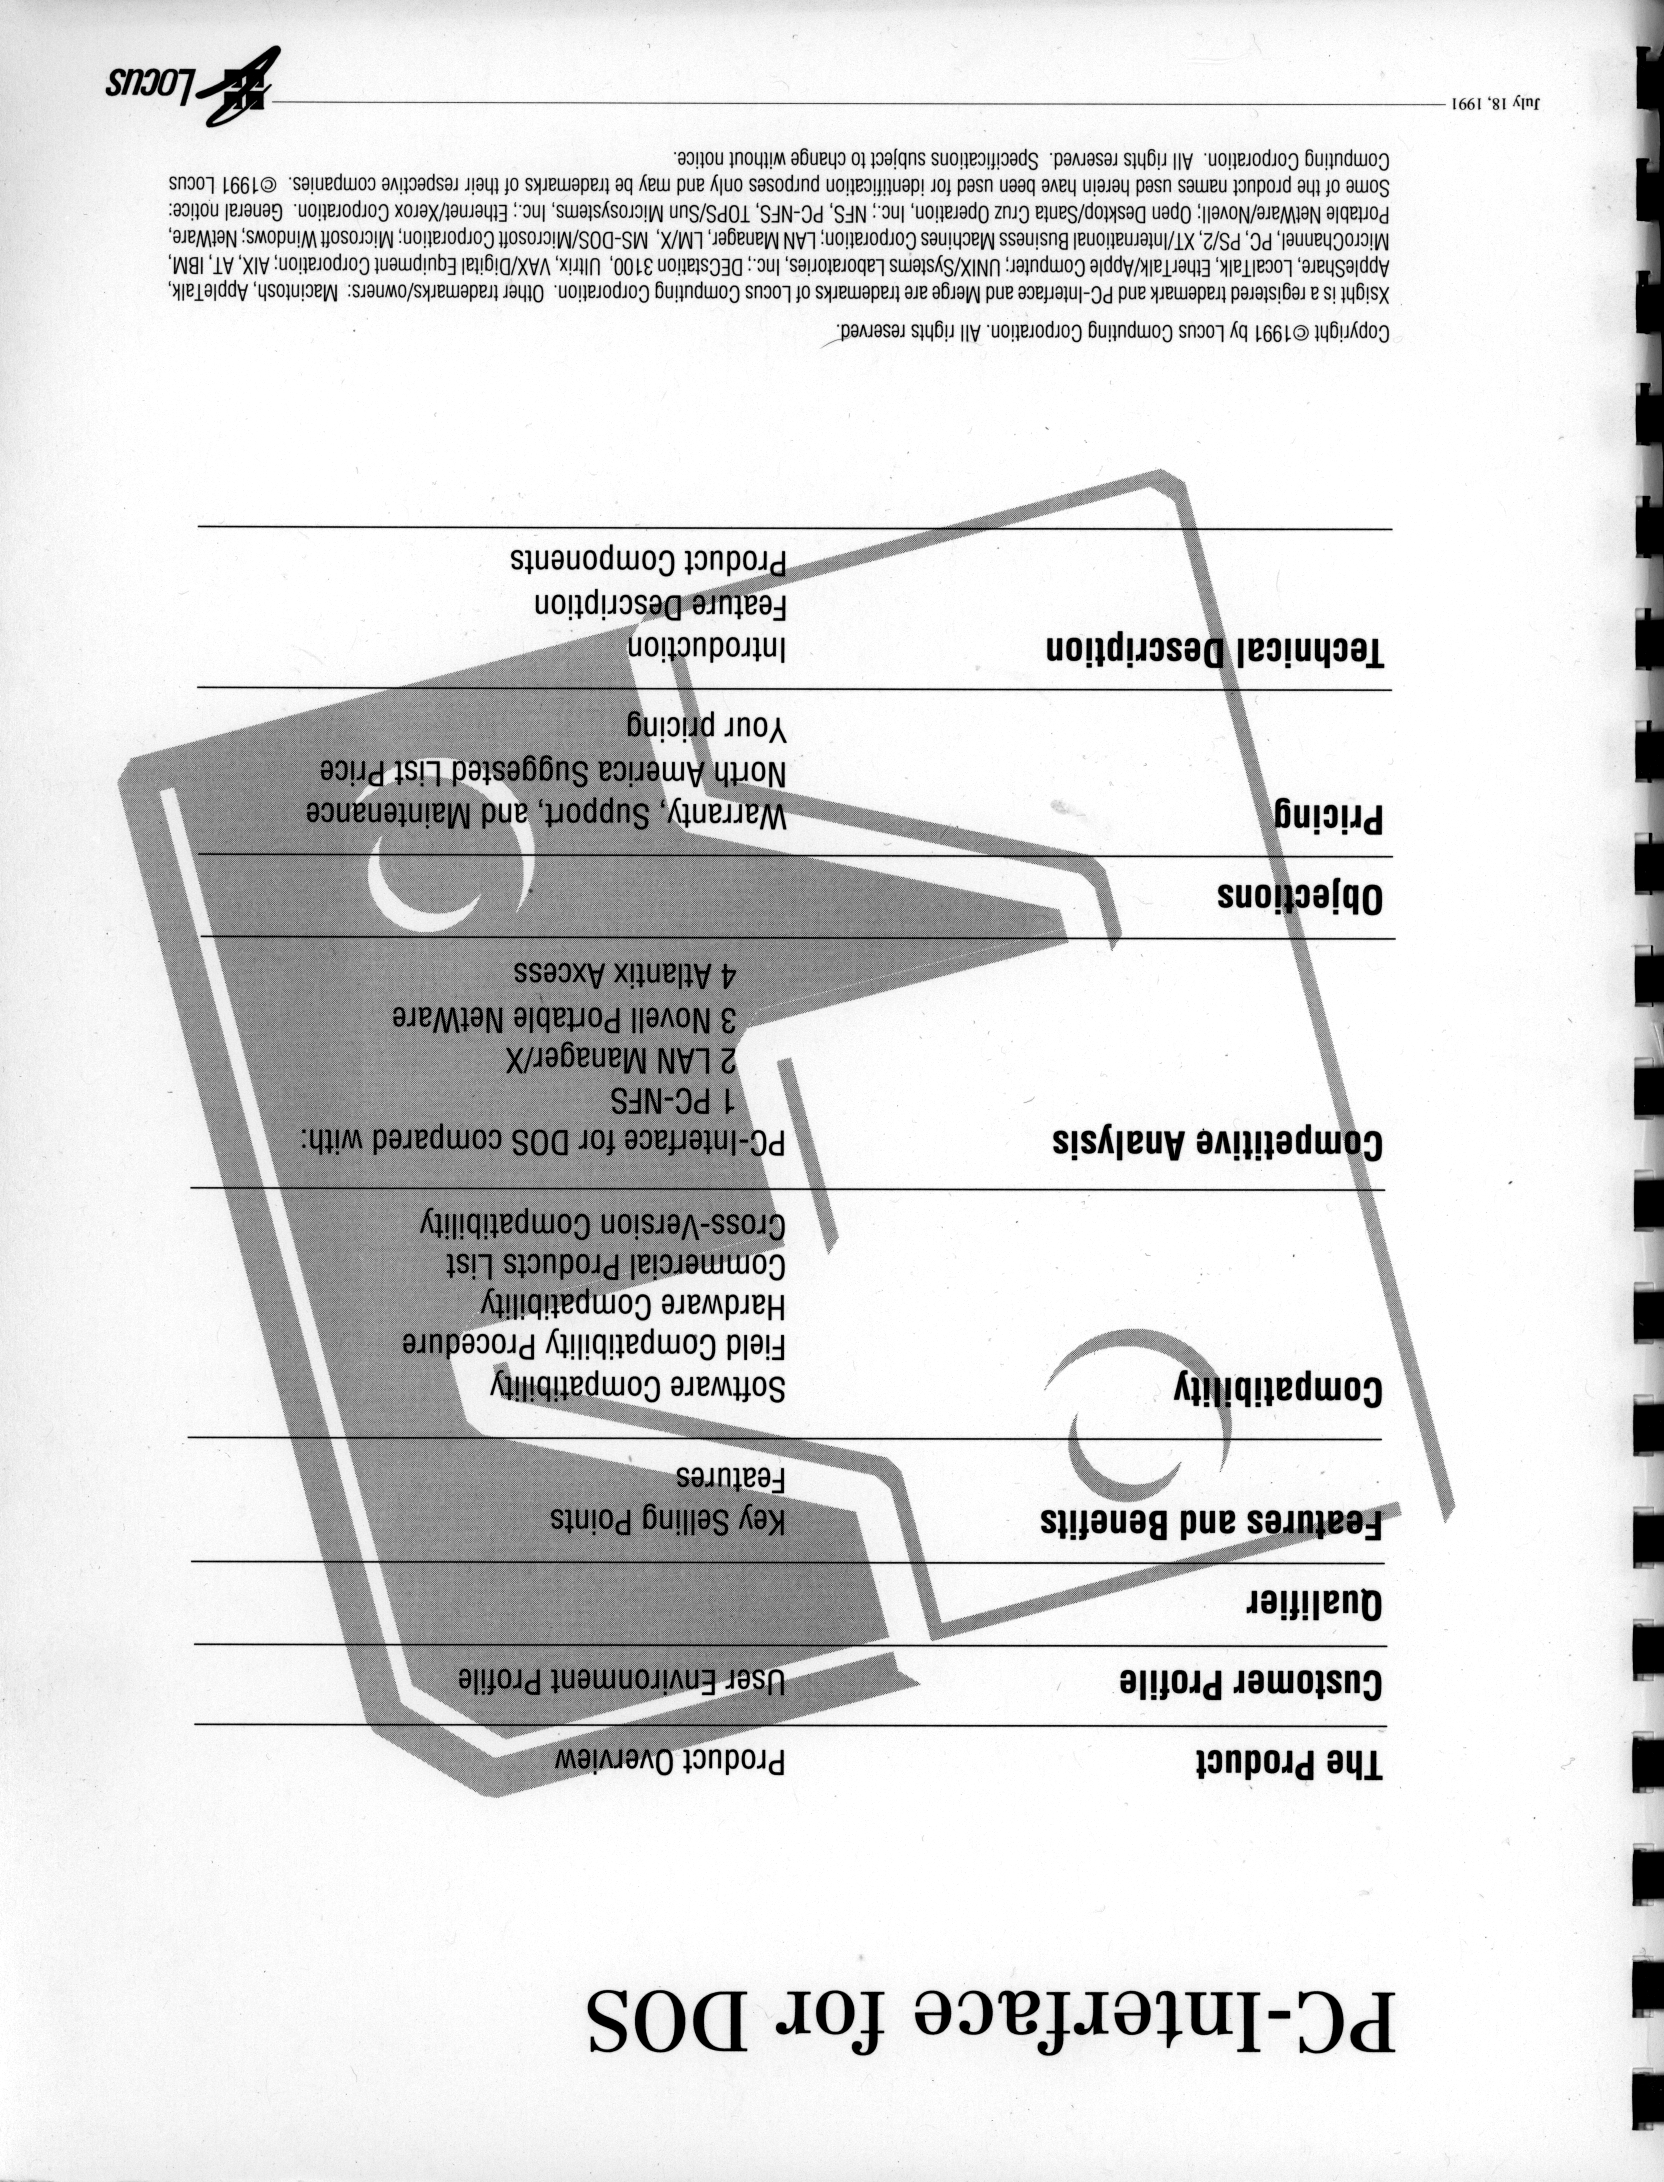 PC-Interface for DOS
The Product
Product Overview
Customer Profile
User Environment Profile
Qualifier
Features and Benefits
Key Selling Points
Features
Compatibility
Software Compatibility
Field Compatibility Procedure
Hardware Compatibility
Commercial Products List
Cross-Version Compatibility
Competitive Analysis
PC-Interface for DOS compared with:
1 PC-NFS
2 LAN Manager/X
3 Novell Portable NetWare
4 Atlantix Axcess
Objections
Pricing
Warranty, Support, and Maintenance
North America Suggested List Price
Your pricing
Technical Description
Introduction
Feature Description
Product Components
Copyright ©1991 by Locus Computing Corporation. All rights reserved.
Xsight is a registered trademark and PC-Interface and Merge are trademarks of Locus Computing Corporation. Other trademarks/owners: Macintosh, AppleTalk,
AppleShare, LocalTalk, EtherTalk/Apple Computer; UNIX/Systems Laboratories, Inc.; DECstation 3100, Ultrix, VAX/Digital Equipment Corporation; AIX, AT, IBM,
MicroChannel, PC, PS/2, XT/International Business Machines Corporation; LAN Manager, LM/X, MS-DOS/Microsoft Corporation; Microsoft Windows; NetWare,
Portable NetWare/Novell; Open Desktop/Santa Cruz Operation, Inc.; NFS, PC-NFS, TOPS/Sun Microsystems, Inc.; Ethernet/Xerox Corporation. General notice:
Some of the product names used herein have been used for identification purposes only and may be trademarks of their respective companies. ©1991 Locus
Computing Corporation. All rights reserved. Specifications subject to change without notice.
July 18, 1991
Locus